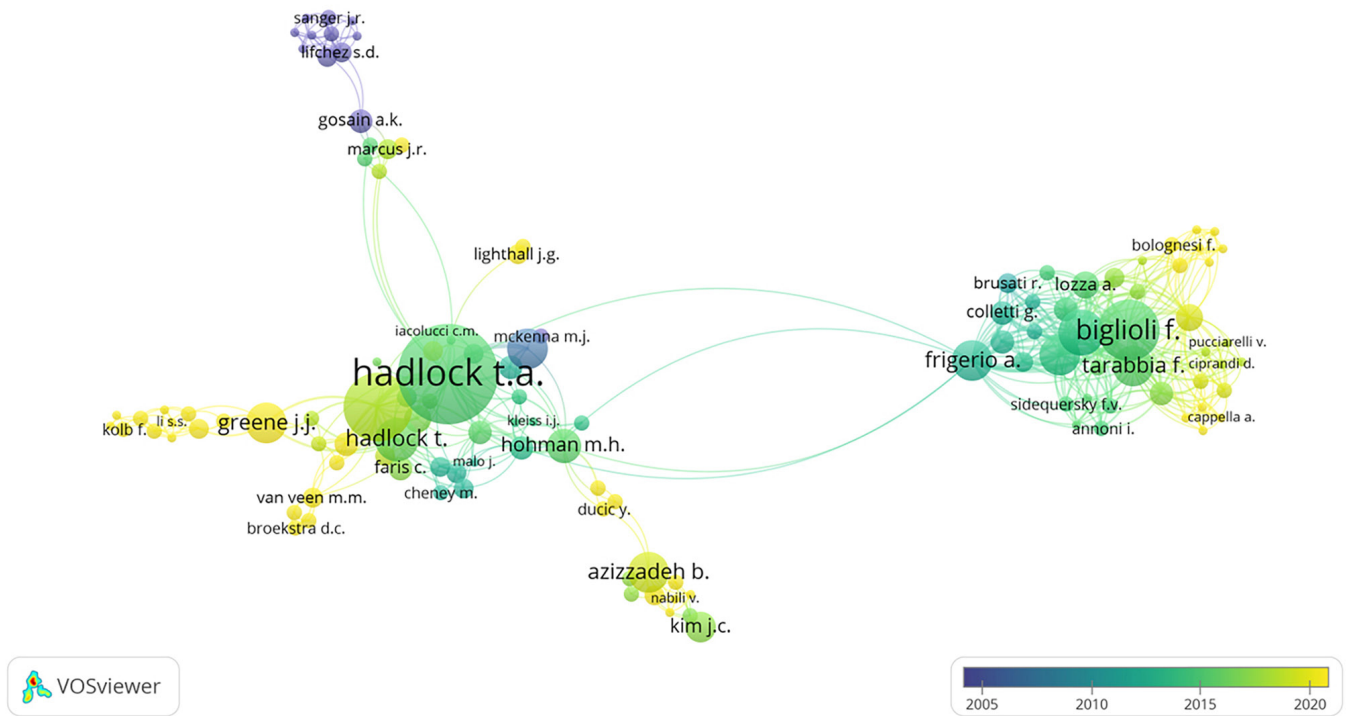 sanger j.r.
lifchez s.d.
gosain a.k.
marcus j.r.
lighthall j.g.
iacolucci c.m.
mckenna m.j.
hadlock t.a.
kolb f.
li s.s.
greene j.j.
hadlock t.
kleiss i.j.
hohman m.h.
faris c.
malo j.
cheney m.
van veen m.m.
broekstra d.c.
ducic y.
azizzadeh b.
nabili v.
kim j.c.
bolognesi f.
brusati r.
lozza a.
colletti g.
biglioli f.
pucciarelli v.
frigerio a.
tarabbia f.
ciprandi d.
sidequersky f.v.
cappella a.
annoni i.
VOSviewer
2005
2010
2015
2020